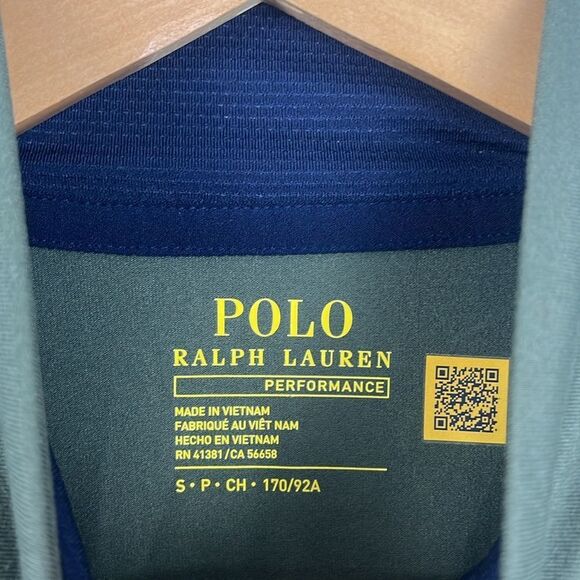 POLO
RALPH LAUREN
PERFORMANCE
MADE IN VIETNAM
FABRIQUÉ AU VIÊT NAM
HECHO EN VIETNAM
RN 41381 / CA 56658
S • P • CH • 170/92A